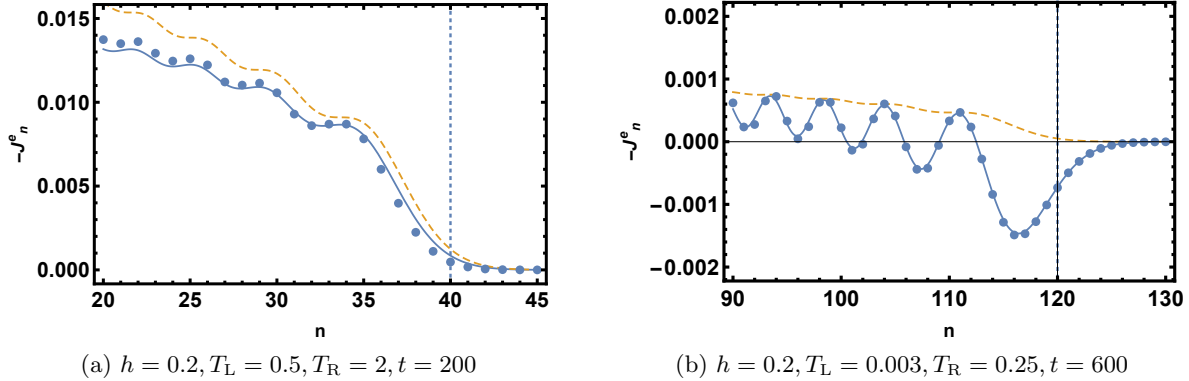 0.015
0.010
0.005
0.000
-Jᵉₙ
20 25 30 35 40 45
n
(a) h = 0.2, T_L = 0.5, T_R = 2, t = 200
0.002
0.001
0.000
−0.001
−0.002
-Jᵉₙ
90 100 110 120 130
n
(b) h = 0.2, T_L = 0.003, T_R = 0.25, t = 600